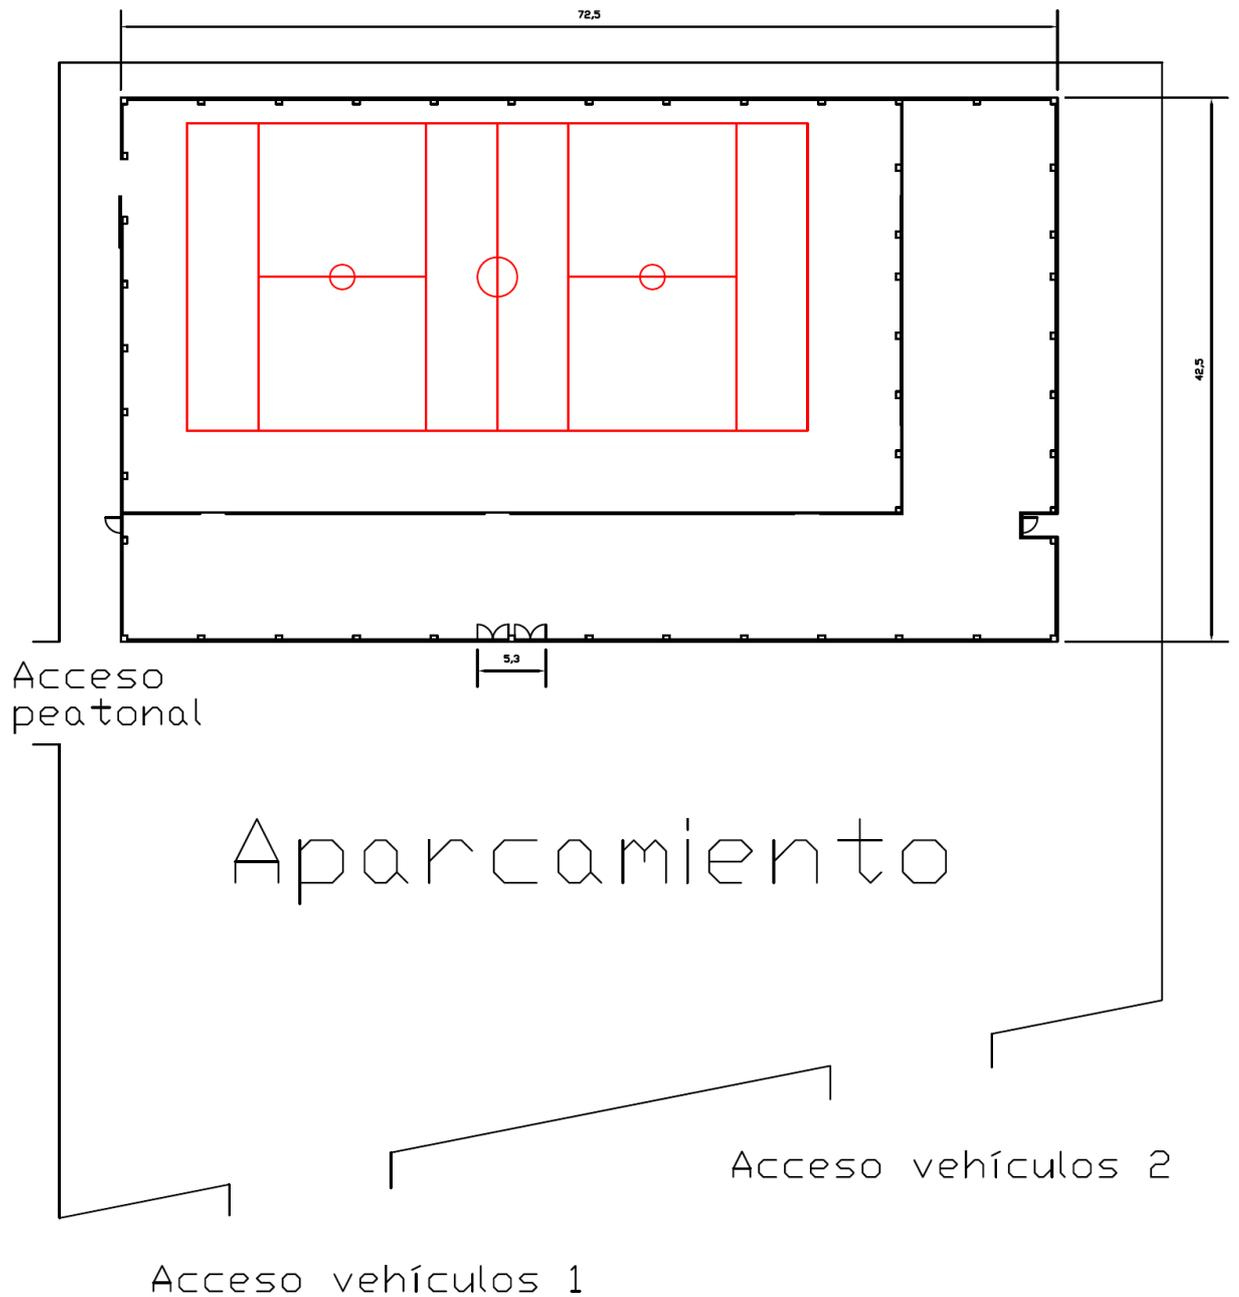 72,5
42,5
5,3
Acceso
peatonal
Aparcamiento
Acceso vehículos 2
Acceso vehículos 1